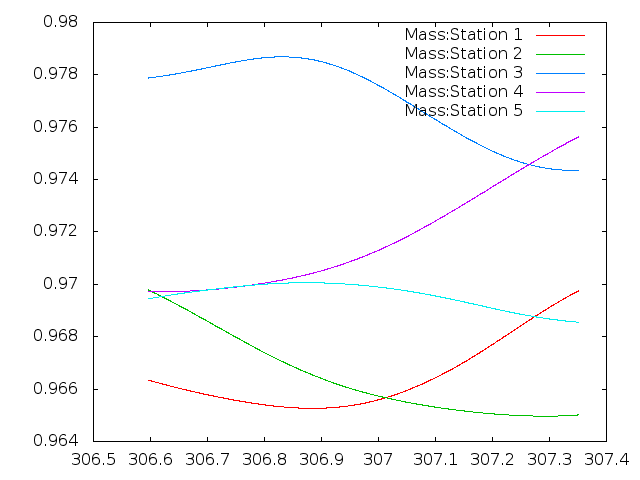 0.98
0.978
0.976
0.974
0.972
0.97
0.968
0.966
0.964
306.5 306.6 306.7 306.8 306.9 307 307.1 307.2 307.3 307.4
Mass:Station 1
Mass:Station 2
Mass:Station 3
Mass:Station 4
Mass:Station 5